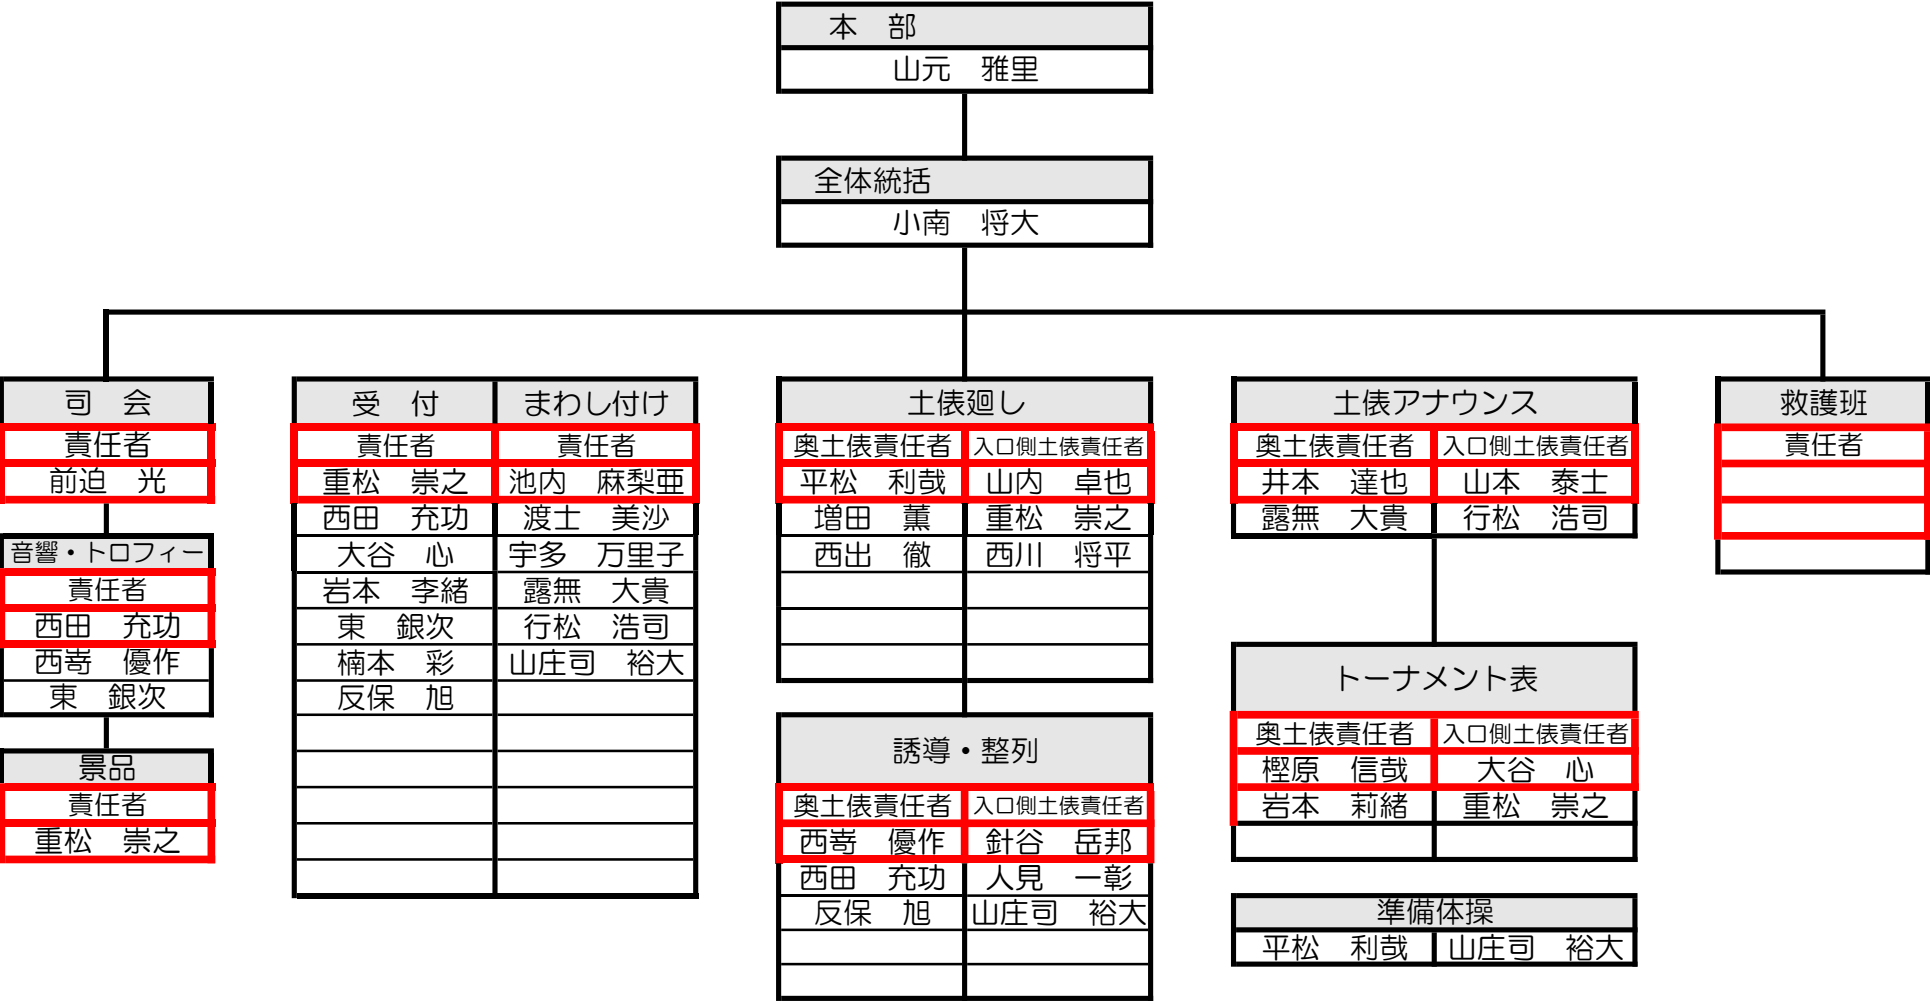 本　部
山元　雅里
全体統括
小南　将大
司　会
責任者
前迫　光
音響・トロフィー
責任者
西田　充功
西嵜　優作
東　銀次
景品
責任者
重松　崇之
受　付　まわし付け
責任者　責任者
重松　崇之　池内　麻梨亜
西田　充功　渡士　美沙
大谷　心　宇多　万里子
岩本　李緒　露無　大貴
東　銀次　行松　浩司
楠本　彩　山庄司　裕大
反保　旭
土俵廻し
奥土俵責任者　入口側土俵責任者
平松　利哉　山内　卓也
増田　薫　重松　崇之
西出　徹　西川　将平
誘導・整列
奥土俵責任者　入口側土俵責任者
西嵜　優作　針谷　岳邦
西田　充功　人見　一彰
反保　旭　山庄司　裕大
土俵アナウンス
奥土俵責任者　入口側土俵責任者
井本　達也　山本　泰士
露無　大貴　行松　浩司
トーナメント表
奥土俵責任者　入口側土俵責任者
樫原　信哉　大谷　心
岩本　莉緒　重松　崇之
準備体操
平松　利哉　山庄司　裕大
救護班
責任者